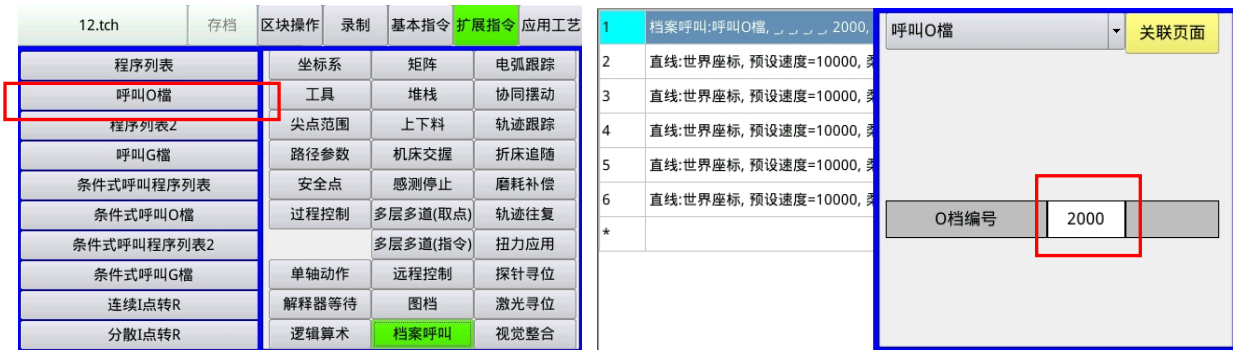 12.tch 存档 区块操作 录制 基本指令 扩展指令 应用工艺
程序列表 坐标系 矩阵 电弧跟踪
呼叫O檔 工具 堆栈 协同摆动
程序列表2 尖点范围 上下料 轨迹跟踪
呼叫G檔 路径参数 机床交握 折床追随
条件式呼叫程序列表 安全点 感测停止 磨耗补偿
条件式呼叫O檔 过程控制 多层多道(取点) 轨迹往复
条件式呼叫程序列表2 多层多道(指令) 扭力应用
条件式呼叫G檔 单轴动作 远程控制 探针寻位
连续I点转R 解释器等待 图档 激光寻位
分散I点转R 逻辑算术 档案呼叫 视觉整合
1 档案呼叫:呼叫O檔, _, _, _, _, 2000,
2 直线:世界座标, 预设速度=10000,
3 直线:世界座标, 预设速度=10000,
4 直线:世界座标, 预设速度=10000,
5 直线:世界座标, 预设速度=10000,
6 直线:世界座标, 预设速度=10000,
*
呼叫O檔 关联页面
O档编号 2000